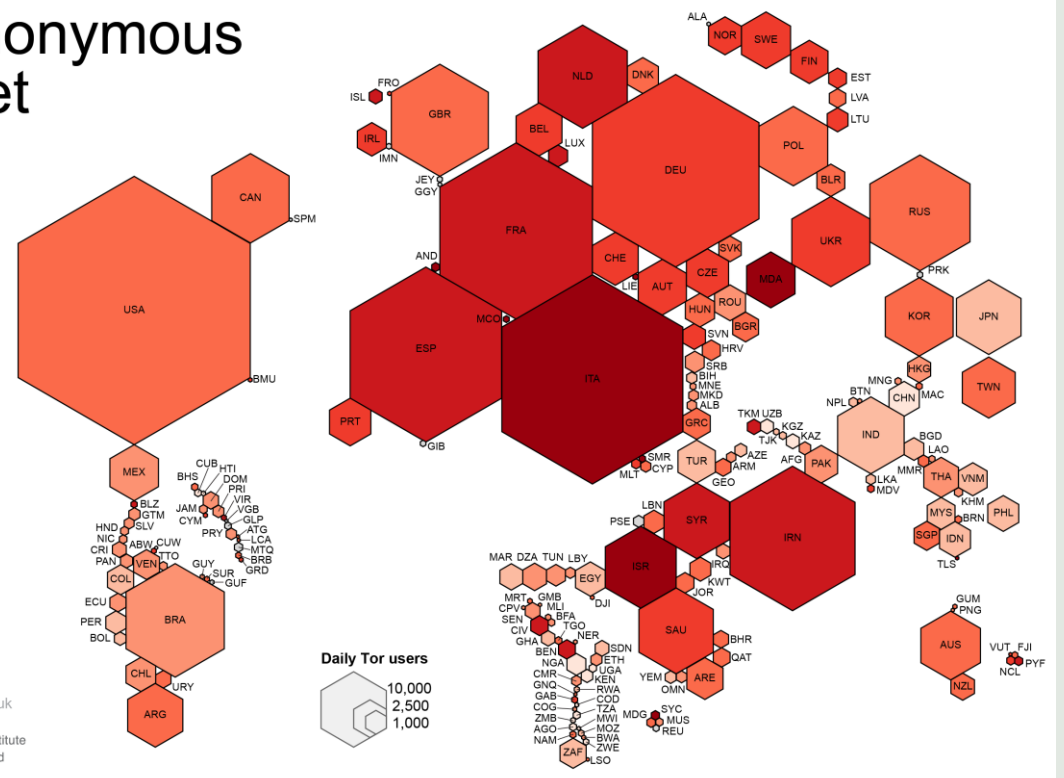 onymous
et
ALA
NOR
SWE
FIN
EST
LVA
LTU
FRO
ISL
GBR
IRL
IMN
JEY
GGY
NLD
DNK
BEL
LUX
DEU
POL
BLR
CAN
SPM
USA
BMU
FRA
AND
CHE
LIE
AUT
SVK
CZE
MDA
UKR
RUS
PRK
HUN
ROU
BGR
MCO
ESP
ITA
SVN
HRV
SRB
BIH
MNE
MKD
ALB
GRC
PRT
GIB
SMR
MLT
CYP
KOR
JPN
HKG
MNG
MAC
TWN
BTN
NPL
CHN
IND
TKM
UZB
TJK
KGZ
KAZ
AFG
PAK
BGD
LAO
MMR
LKA
MDV
THA
VNM
KHM
MYS
BRN
PHL
SGP
IDN
TLS
TUR
GEO
ARM
AZE
LBN
PSE
SYR
IRN
ISR
IRQ
KWT
JOR
MEX
BLZ
GTM
SLV
HND
NIC
CRI
PAN
CUB
BHS
HTI
DOM
PRI
VIR
JAM
CYM
VGB
GLP
PRY
ATG
LCA
MTQ
BRB
GRD
ABW
CUW
TTO
VEN
COL
GUY
SUR
GUF
ECU
PER
BOL
BRA
CHL
URY
ARG
MAR
DZA
TUN
LBY
EGY
DJI
MRT
GMB
CPV
MLI
SEN
BFA
CIV
TGO
GHA
NER
BEN
SDN
NGA
ETH
UGA
CMR
KEN
GNQ
RWA
GAB
COD
COG
TZA
ZMB
MWI
AGO
MOZ
NAM
BWA
ZWE
ZAF
LSO
SAU
BHR
QAT
YEM
OMN
ARE
MDG
SYC
MUS
REU
GUM
PNG
AUS
NZL
VUT
FJI
PYF
NCL
Daily Tor users
10,000
2,500
1,000
uk
titute
d